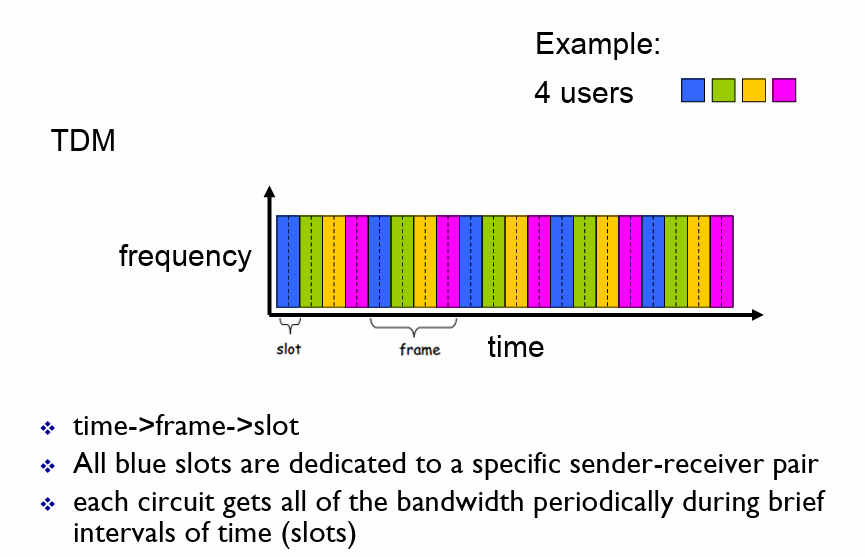 Example:
4 users
TDM
frequency
slot
frame
time
time->frame->slot
All blue slots are dedicated to a specific sender-receiver pair
each circuit gets all of the bandwidth periodically during brief
intervals of time (slots)